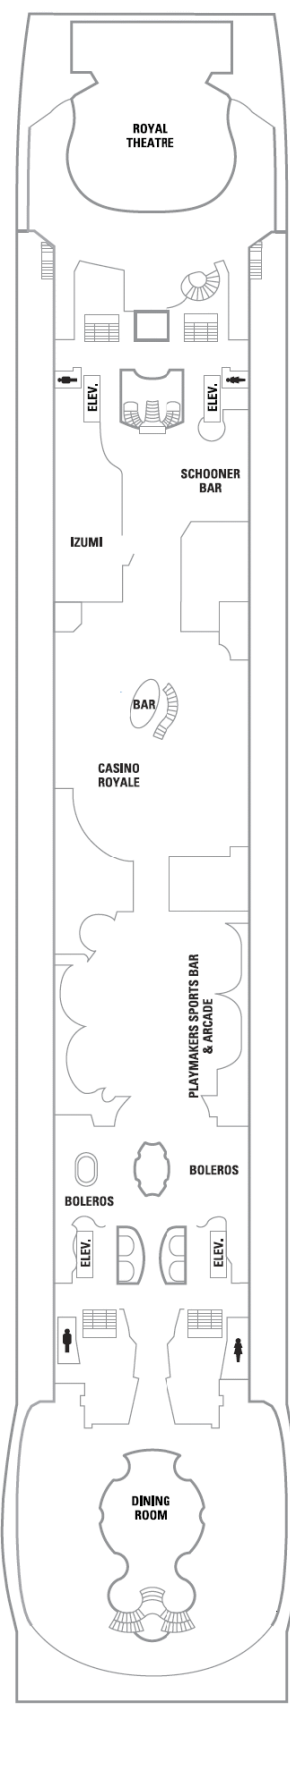 ROYAL
THEATRE
ELEV.
ELEV.
SCHOONER
BAR
IZUMI
BAR
CASINO
ROYALE
PLAYMAKERS SPORTS BAR
& ARCADE
BOLEROS
BOLEROS
ELEV.
ELEV.
DINING
ROOM